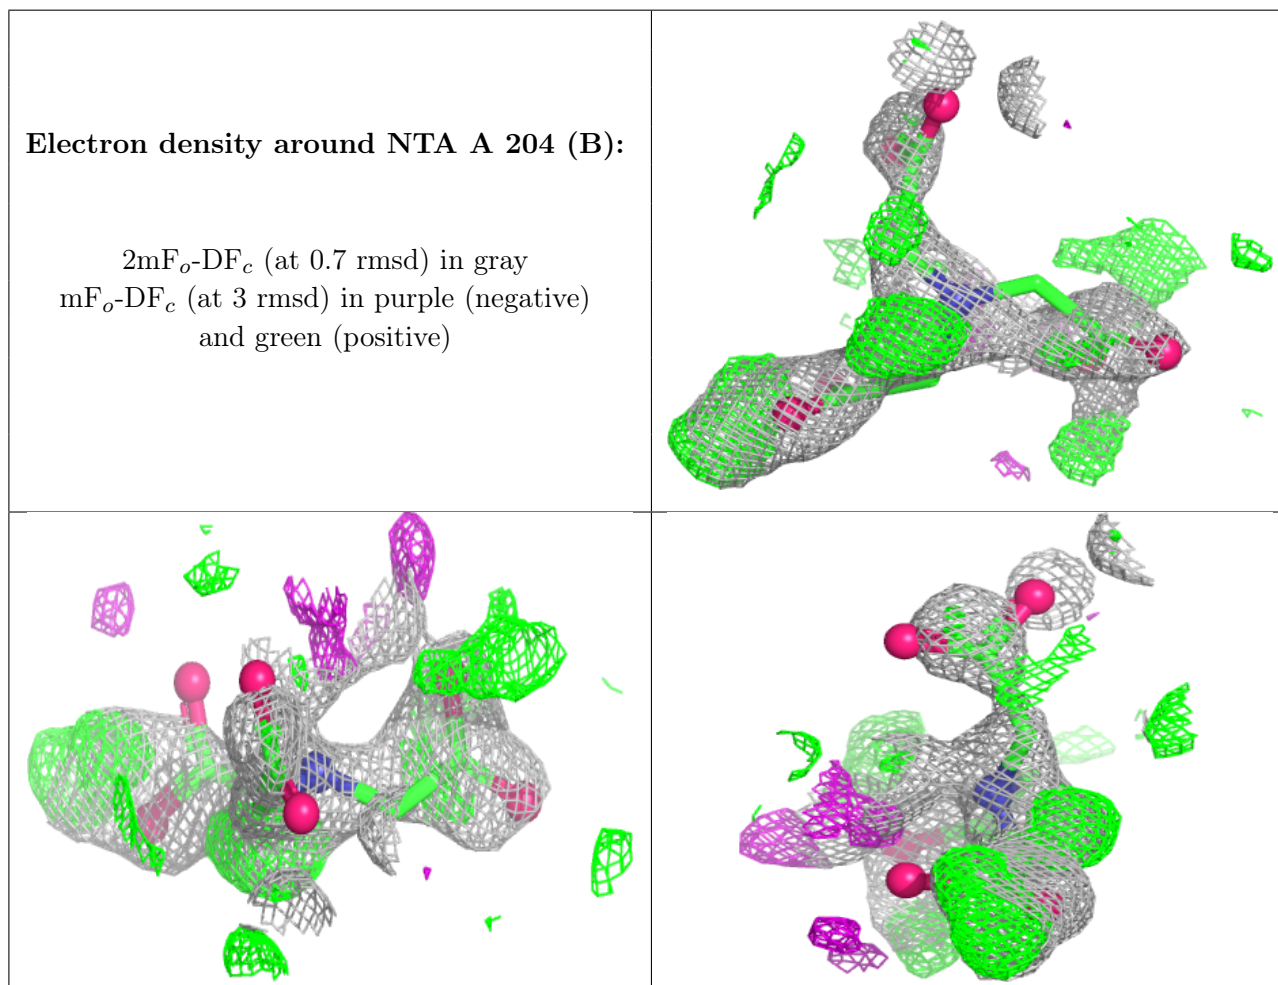 Electron density around NTA A 204 (B):
2mFo-DFc (at 0.7 rmsd) in gray
mFo-DFc (at 3 rmsd) in purple (negative)
and green (positive)